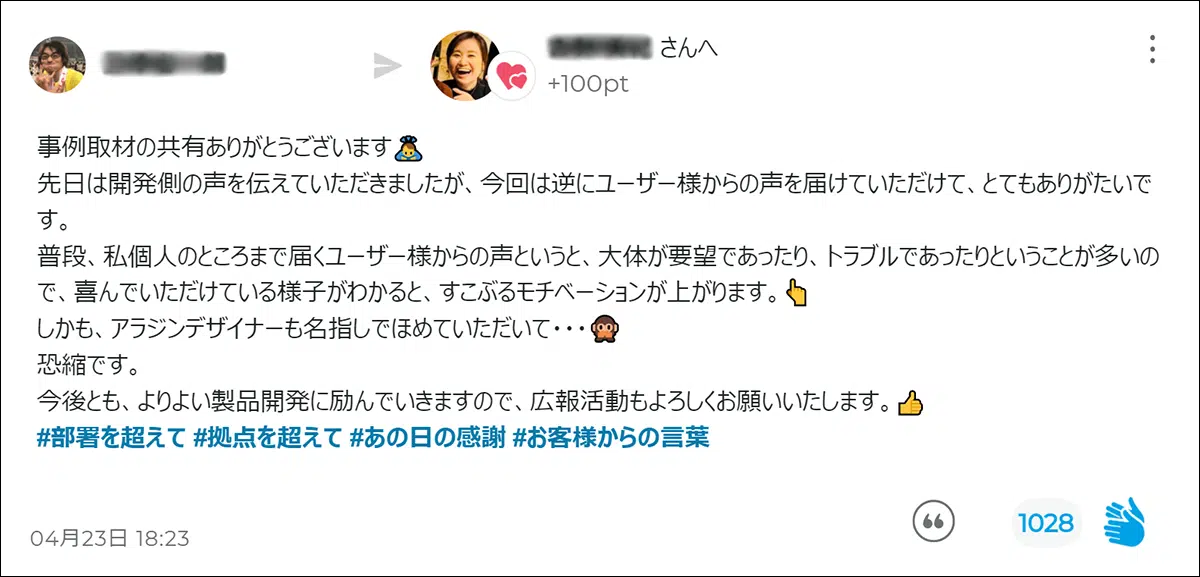 さんへ
+100pt
事例取材の共有ありがとうございます🙇
先日は開発側の声を伝えていただきましたが、今回は逆にユーザー様からの声を届けていただけて、とてもありがたいで
す。
普段、私個人のところまで届くユーザー様からの声というと、大体が要望であったり、トラブルであったりということが多いの
で、喜んでいただけている様子がわかると、すこぶるモチベーションが上がります。👆
しかも、アラジンデザイナーも名指しでほめていただいて・・・🙊
恐縮です。
今後とも、よりよい製品開発に励んでいきますので、広報活動もよろしくお願いいたします。👍
#部署を超えて #拠点を超えて #あの日の感謝 #お客様からの言葉
04月23日 18:23
1028